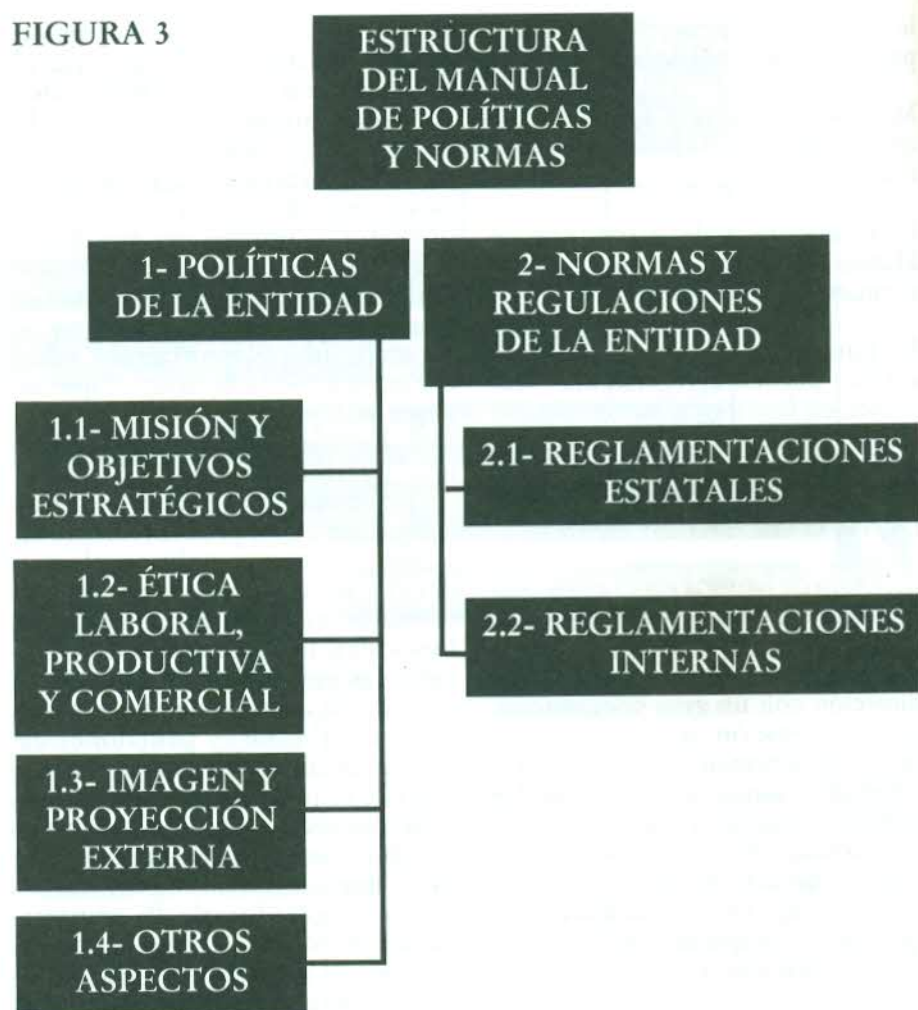 FIGURA 3
ESTRUCTURA
DEL MANUAL
DE POLÍTICAS
Y NORMAS
1- POLÍTICAS
DE LA ENTIDAD
2- NORMAS Y
REGULACIONES
DE LA ENTIDAD
1.1- MISIÓN Y
OBJETIVOS
ESTRATÉGICOS
1.2- ÉTICA
LABORAL,
PRODUCTIVA
Y COMERCIAL
1.3- IMAGEN Y
PROYECCIÓN
EXTERNA
1.4- OTROS
ASPECTOS
2.1- REGLAMENTACIONES
ESTATALES
2.2- REGLAMENTACIONES
INTERNAS